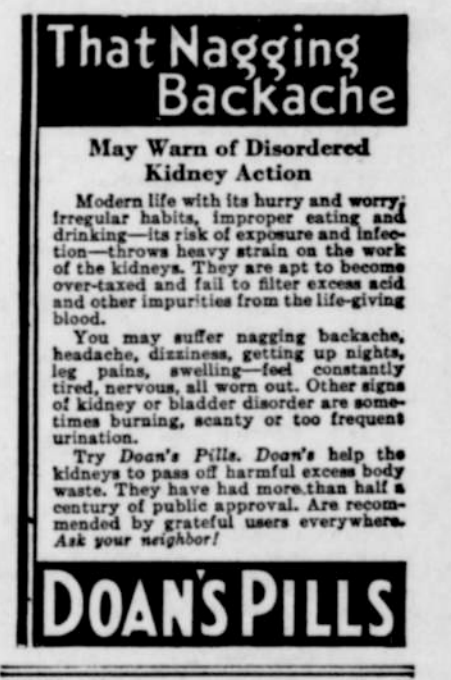 That Nagging
Backache
May Warn of Disordered
Kidney Action
Modern life with its hurry and worry,
irregular habits, improper eating and
drinking—its risk of exposure and infec-
tion—throws heavy strain on the work
of the kidneys. They are apt to become
over-taxed and fail to filter excess acid
and other impurities from the life-giving
blood.
You may suffer nagging backache,
headache, dizziness, getting up nights,
leg pains, swelling—feel constantly
tired, nervous, all worn out. Other signs
of kidney or bladder disorder are some-
times burning, scanty or too frequent
urination.
Try Doan's Pills. Doan's help the
kidneys to pass off harmful excess body
waste. They have had more than half a
century of public approval. Are recom-
mended by grateful users everywhere.
Ask your neighbor!
DOAN'S PILLS